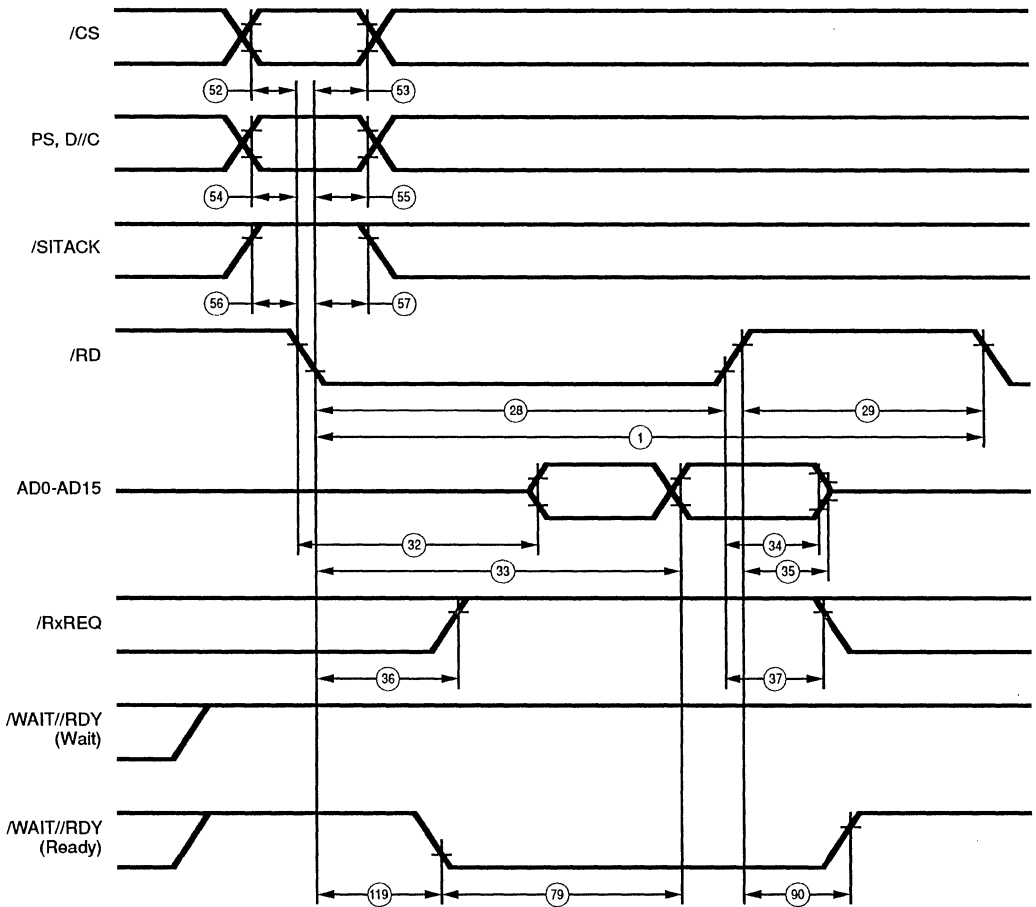 /CS
52
53
PS, D//C
54
55
/SITACK
56
57
/RD
28
29
1
AD0-AD15
32
34
33
35
/RxREQ
36
37
/WAIT//RDY
(Wait)
/WAIT//RDY
(Ready)
119
79
90